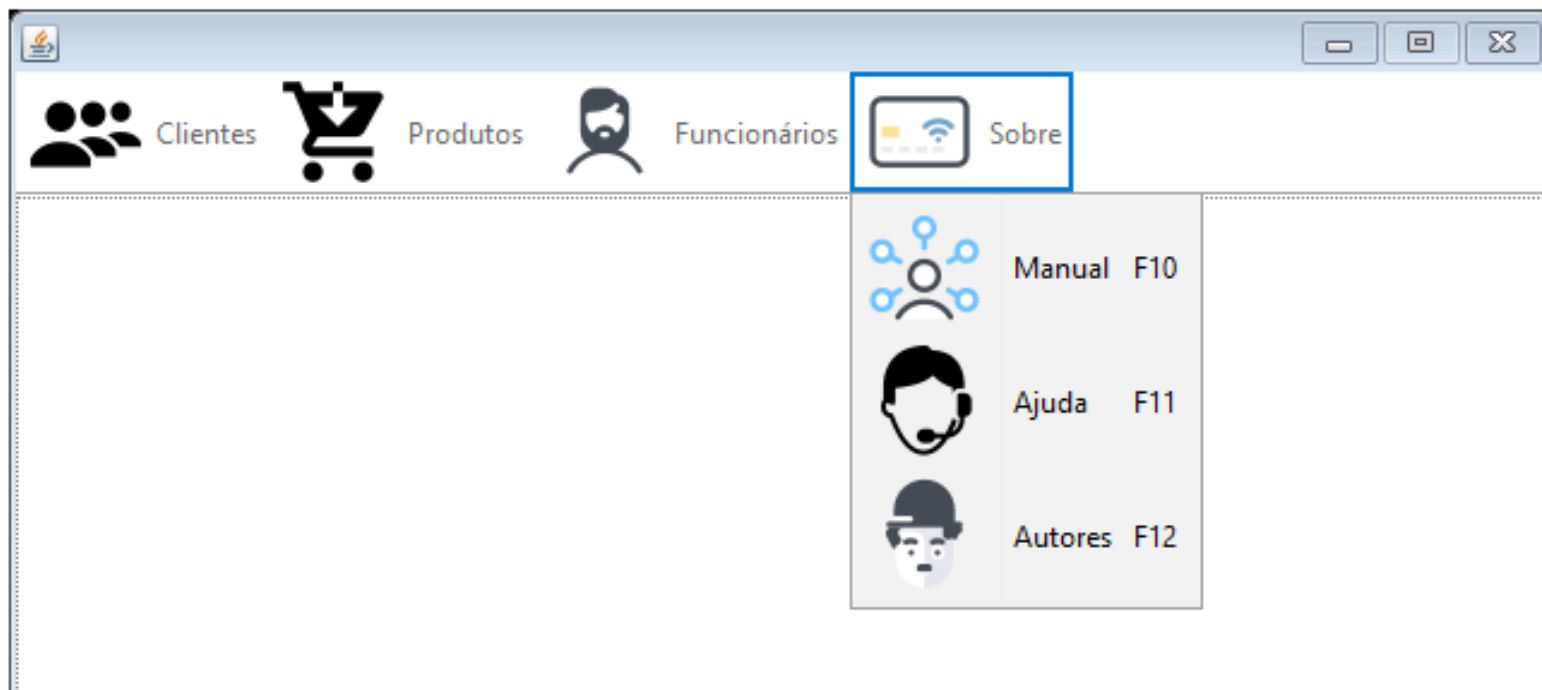 Clientes Produtos Funcionários Sobre
Manual F10
Ajuda F11
Autores F12